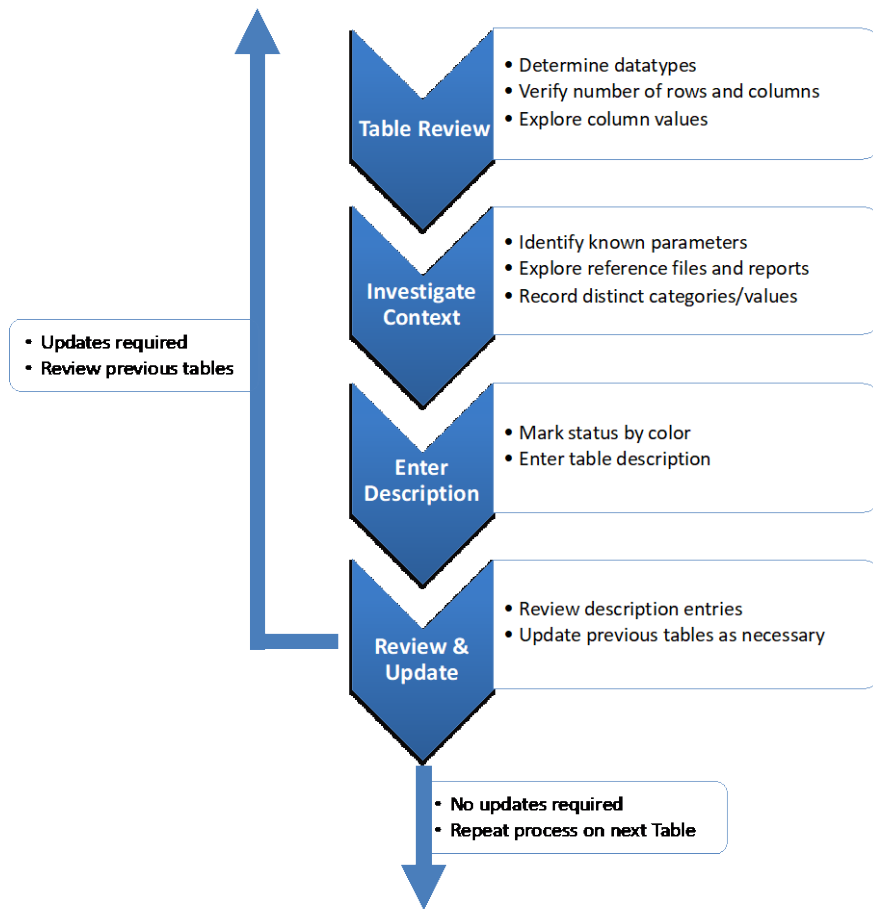 Table Review
• Determine datatypes
• Verify number of rows and columns
• Explore column values
Investigate
Context
• Identify known parameters
• Explore reference files and reports
• Record distinct categories/values
• Updates required
• Review previous tables
Enter
Description
• Mark status by color
• Enter table description
Review &
Update
• Review description entries
• Update previous tables as necessary
• No updates required
• Repeat process on next Table